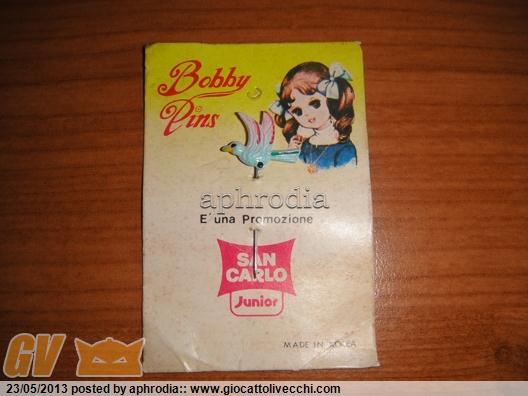 Bobby
Pins
aphrodia
E' una Promozione
SAN
CARLO
Junior
MADE IN KOREA
GV
23/05/2013 posted by aphrodia:: www.giocattolivecchi.com